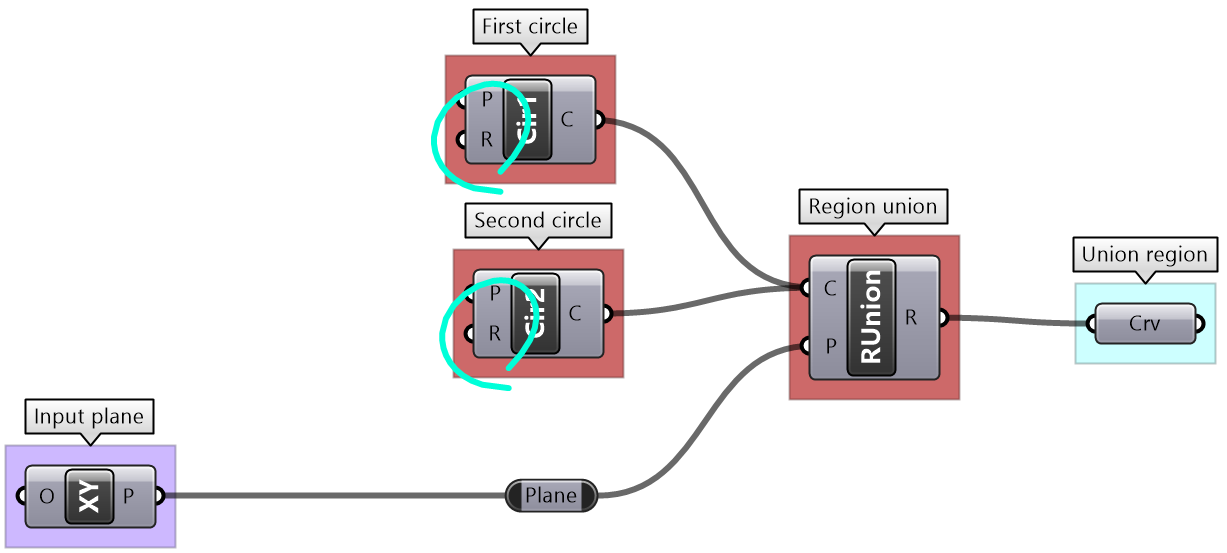 First circle
P
R
Cir1
C
Second circle
P
R
Cir2
C
Region union
C
P
RUnion
R
Union region
Crv
Input plane
O
XY
P
Plane